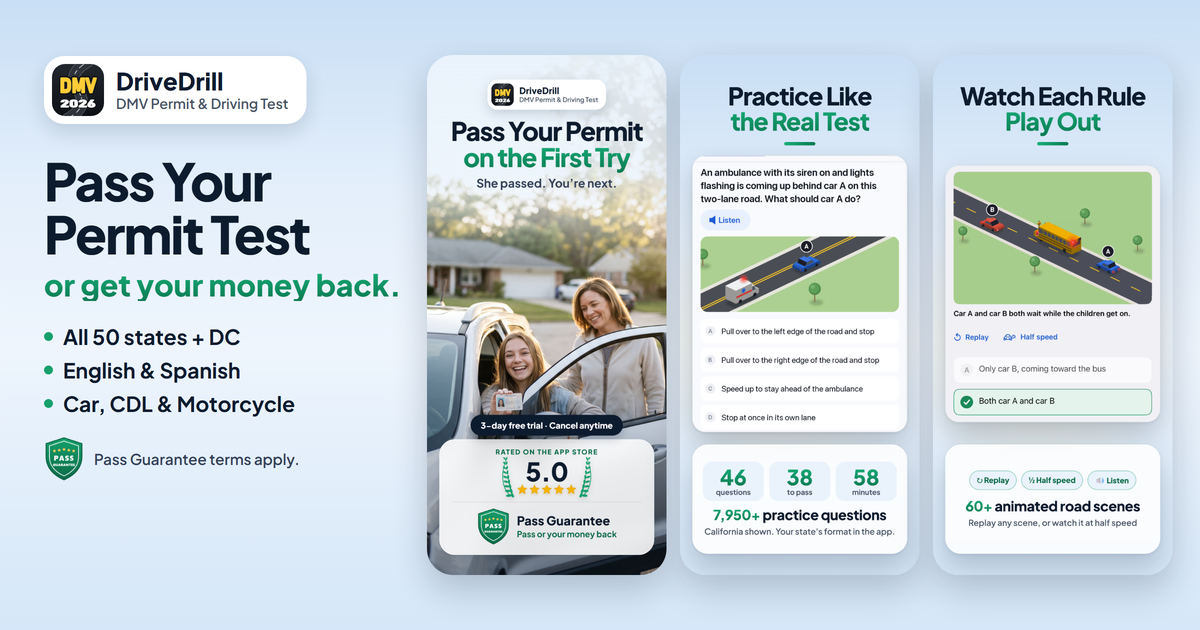 DMV
2026
DriveDrill
DMV Permit & Driving Test
Pass Your
Permit Test
or get your money back.
All 50 states + DC
English & Spanish
Car, CDL & Motorcycle
PASS
GUARANTEE
Pass Guarantee terms apply.
DMV
2026
DriveDrill
DMV Permit & Driving Test
Pass Your Permit
on the First Try
She passed. You're next.
3-day free trial · Cancel anytime
RATED ON THE APP STORE
5.0
PASS
GUARANTEE
Pass Guarantee
Pass or your money back
Practice Like
the Real Test
An ambulance with its siren on and lights
flashing is coming up behind car A on this
two-lane road. What should car A do?
Listen
A
A Pull over to the left edge of the road and stop
B Pull over to the right edge of the road and stop
C Speed up to stay ahead of the ambulance
D Stop at once in its own lane
46 38 58
questions to pass minutes
7,950+ practice questions
California shown. Your state's format in the app.
Watch Each Rule
Play Out
B
A
Car A and car B both wait while the children get on.
Replay Half speed
A Only car B, coming toward the bus
Both car A and car B
↻ Replay ½ Half speed Listen
60+ animated road scenes
Replay any scene, or watch it at half speed